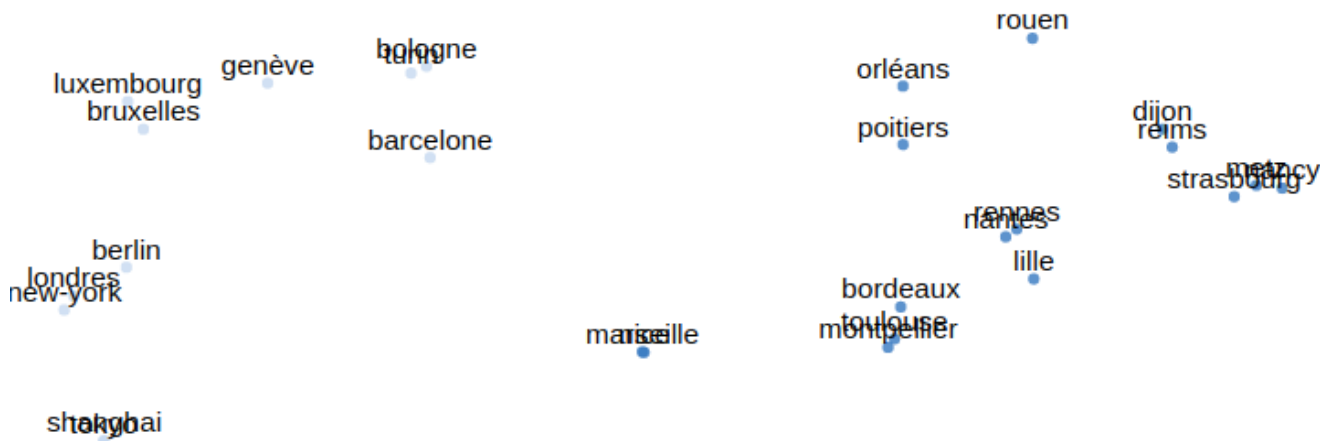 rouen
bologne
turin
genève
orléans
luxembourg
bruxelles
dijon
poitiers
reims
barcelone
metz
nancy
strasbourg
rennes
nantes
berlin
lille
londres
new-york
bordeaux
toulouse
montpellier
marseille
nice
shanghai
tokyo